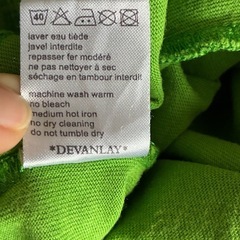 40
laver eau tiède
javel interdite
repasser fer modéré
ne pas nettoyer à sec
séchage en tambour interdit
machine wash warm
no bleach
medium hot iron
no dry cleaning
do not tumble dry
*DEVANLAY*